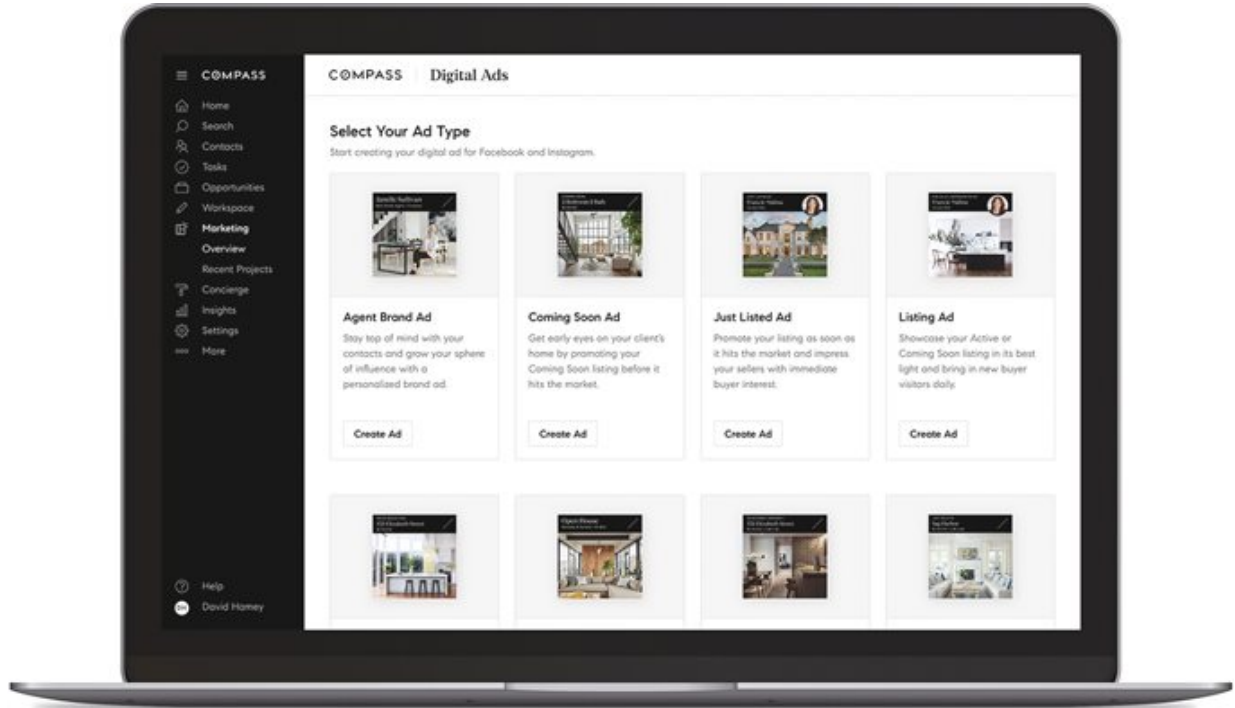 COMPASS
Home
Search
Contacts
Tasks
Opportunities
Workspace
Marketing
Overview
Recent Projects
Concierge
Insights
Settings
More
Help
David Hamey
COMPASS | Digital Ads
Select Your Ad Type
Start creating your digital ad for Facebook and Instagram.
Agent Brand Ad
Stay top of mind with your
contacts and grow your sphere
of influence with a
personalized brand ad.
Create Ad
Coming Soon Ad
Get early eyes on your client's
home by promoting your
Coming Soon listing before it
hits the market.
Create Ad
Just Listed Ad
Promote your listing as soon as
it hits the market and impress
your sellers with immediate
buyer interest.
Create Ad
Listing Ad
Showcase your Active or
Coming Soon listing in its best
light and bring in new buyer
visitors daily.
Create Ad
Open House
Sag Harbor